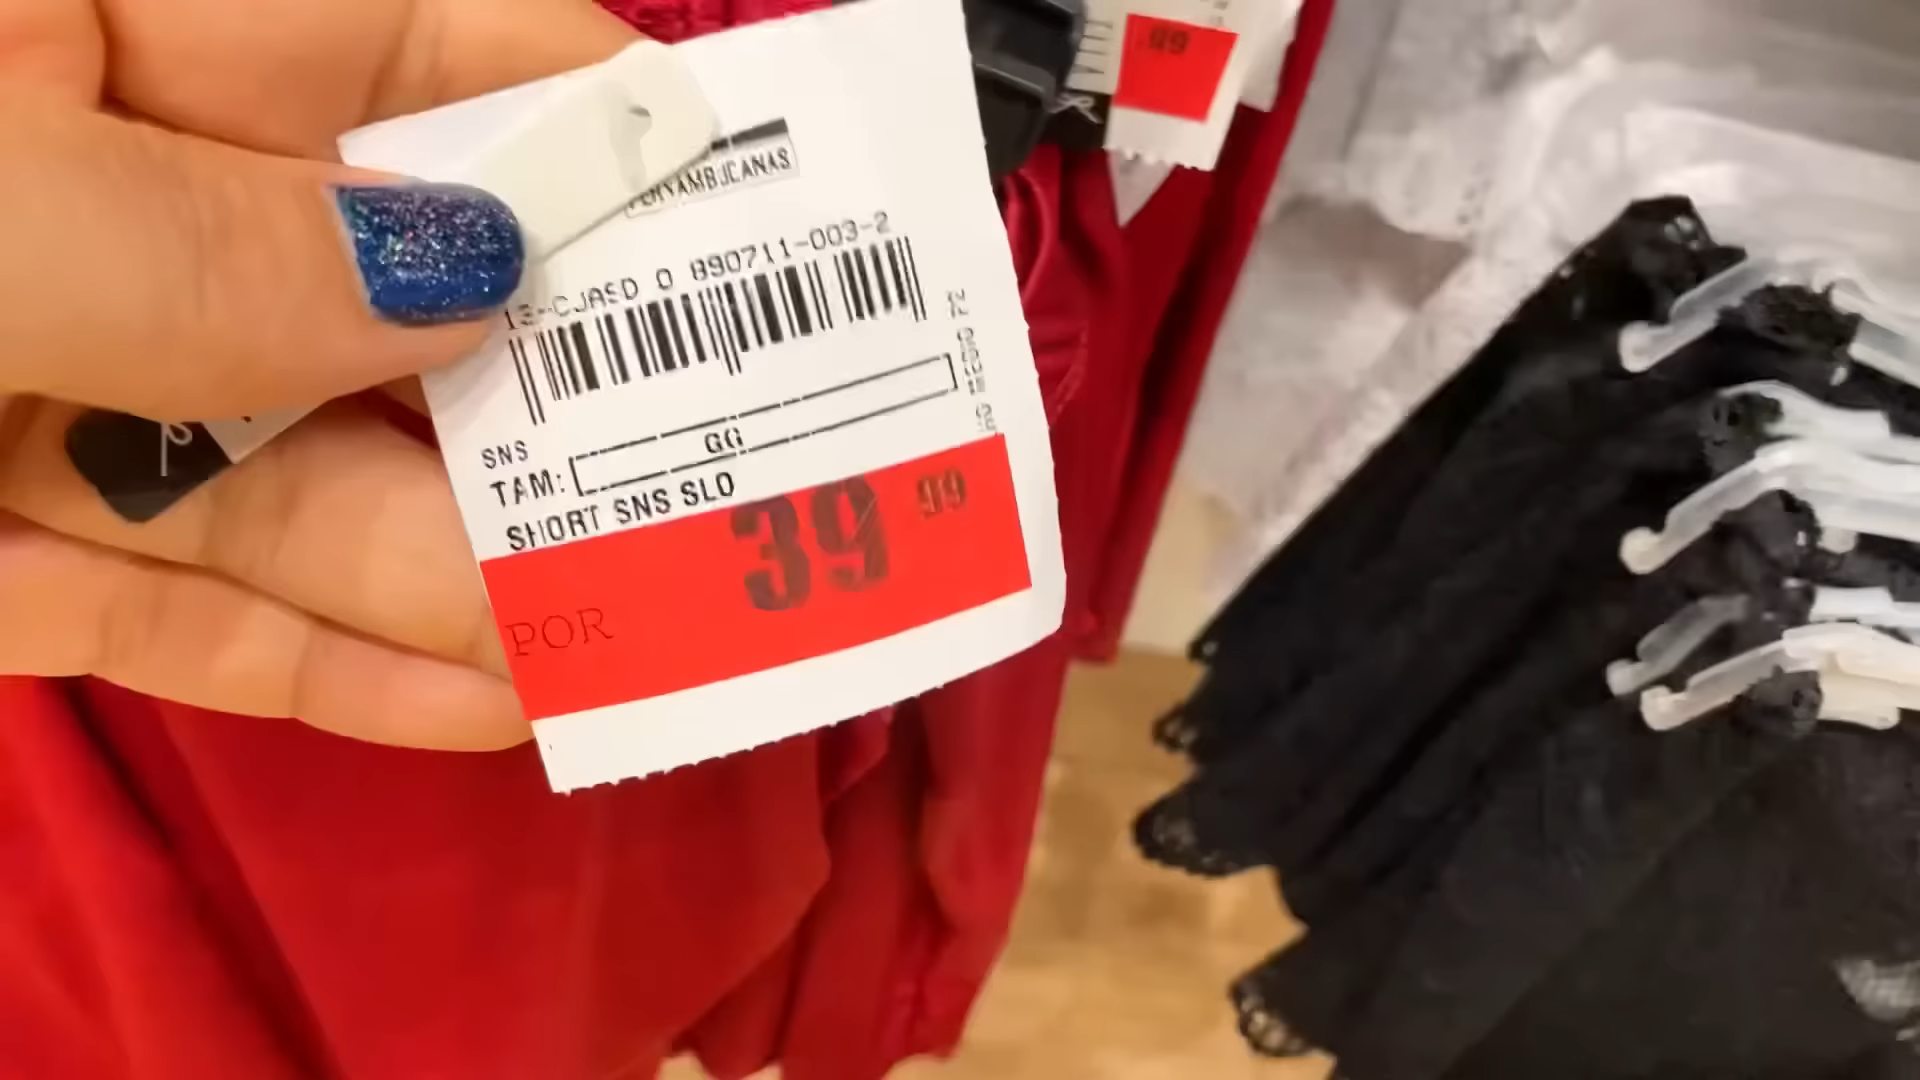 PERNAMBUCANAS
13-CJASD 0 890711-003-2
SNS
TAM: GG
SHORT SNS SLO
POR 39 99
99